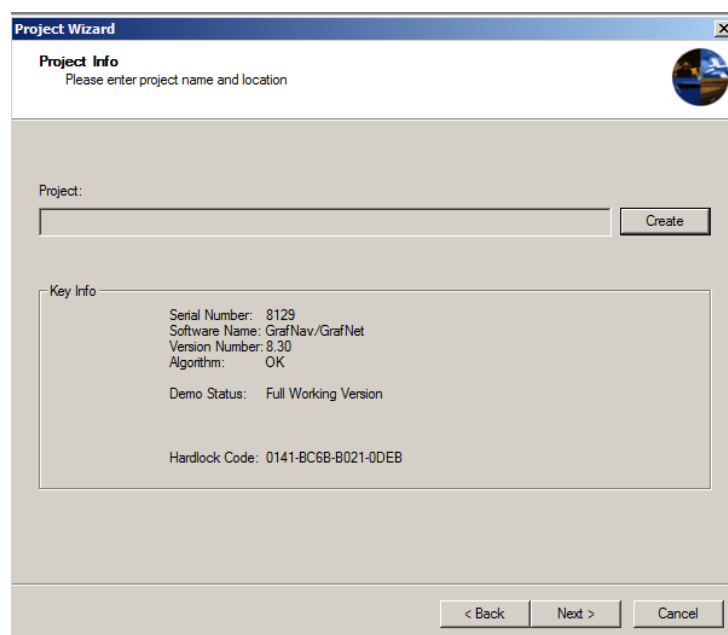 Project Wizard
Project Info
Please enter project name and location
Project:
Create
Key Info
Serial Number: 8129
Software Name: GrafNav/GrafNet
Version Number: 8.30
Algorithm: OK
Demo Status: Full Working Version
Hardlock Code: 0141-BC6B-B021-0DEB
< Back Next > Cancel